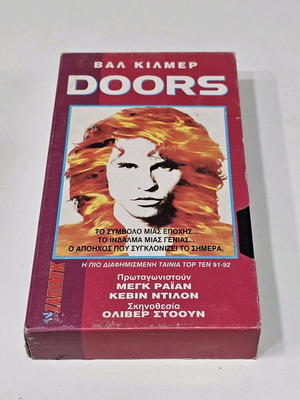 ΒΑΛ ΚΙΛΜΕΡ
DOORS
ΤΟ ΣΥΜΒΟΛΟ ΜΙΑΣ ΕΠΟΧΗΣ...
ΤΟ ΙΝΔΑΛΜΑ ΜΙΑΣ ΓΕΝΙΑΣ...
Ο ΑΠΟΗΧΟΣ ΠΟΥ ΣΥΓΚΛΟΝΙΖΕΙ ΤΟ ΣΗΜΕΡΑ.
Η ΠΙΟ ΔΙΑΦΗΜΙΣΜΕΝΗ ΤΑΙΝΙΑ TOP TEN 91-92
Πρωταγωνιστούν
ΜΕΓΚ ΡΑΪΑΝ
ΚΕΒΙΝ ΝΤΙΛΟΝ
Σκηνοθεσία
ΟΛΙΒΕΡ ΣΤΟΟΥΝ